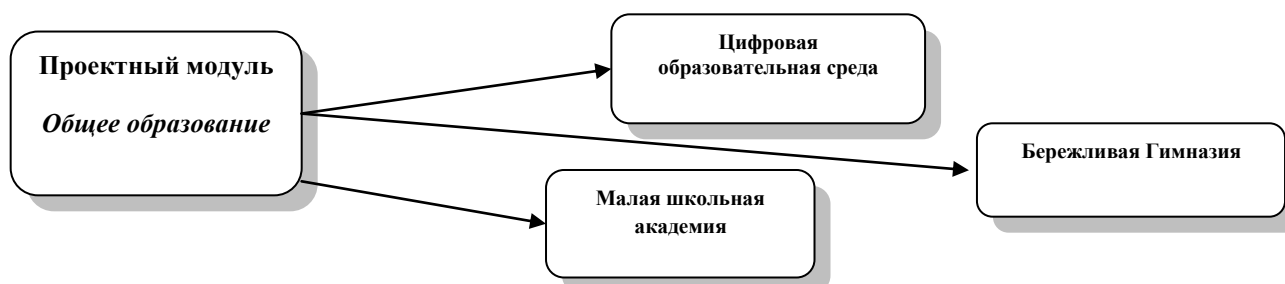 Проектный модуль
Общее образование
Цифровая
образовательная среда
Бережливая Гимназия
Малая школьная
академия